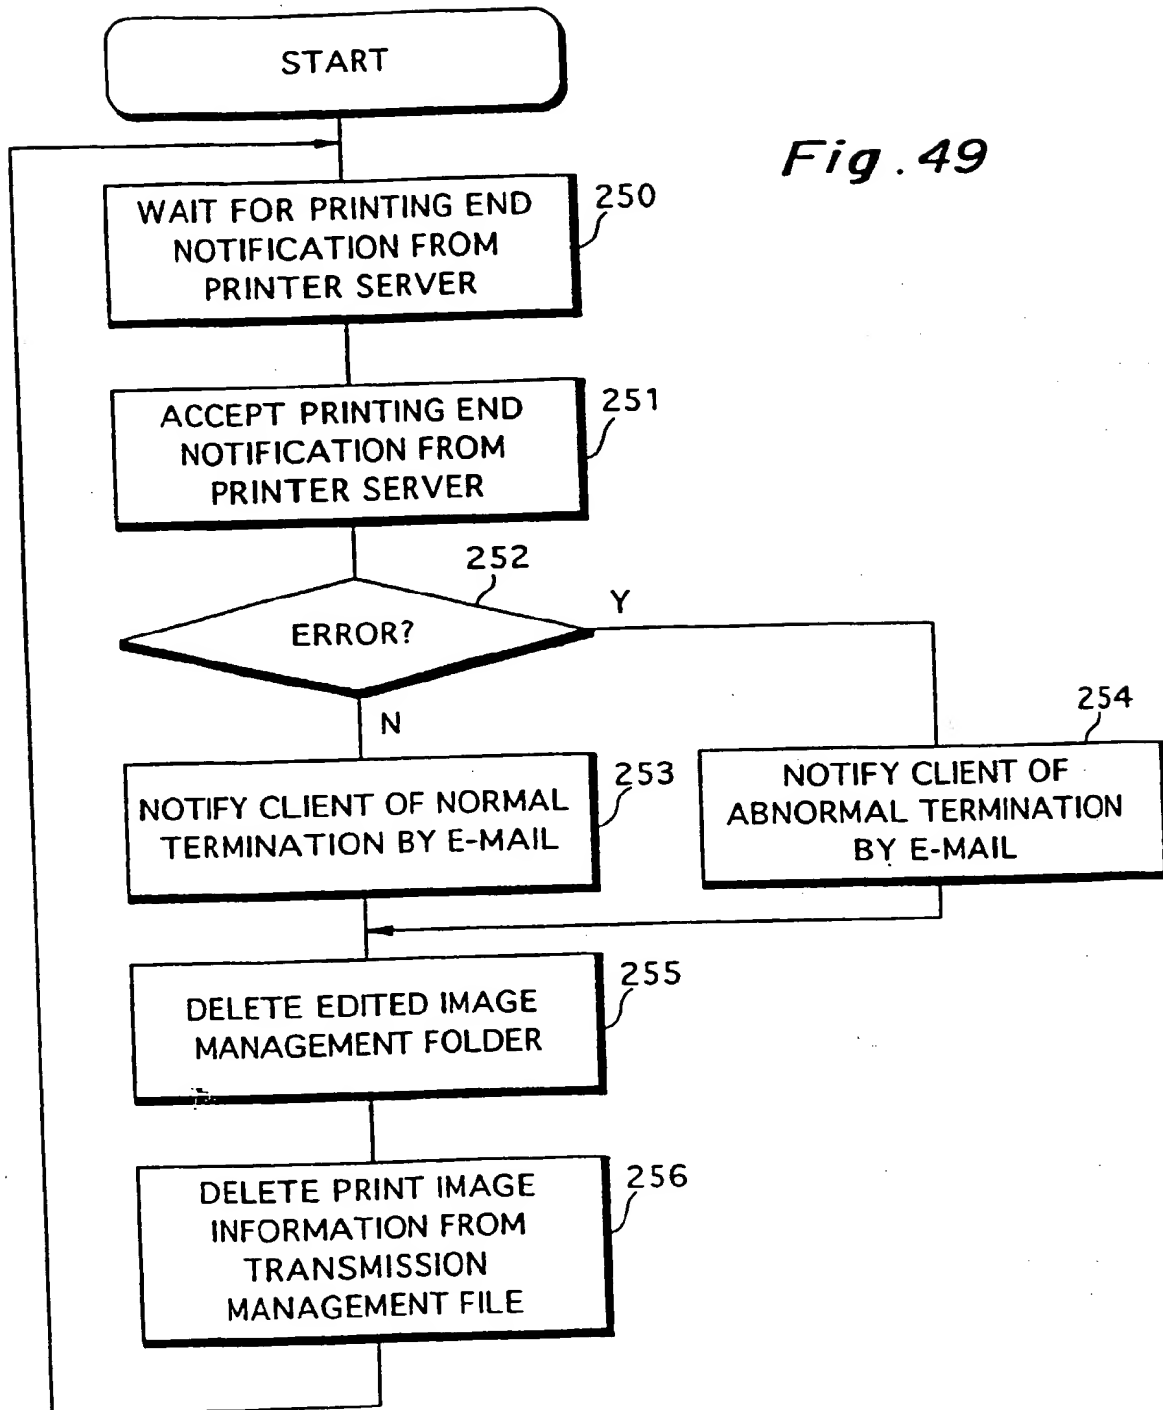 START
Fig. 49
WAIT FOR PRINTING END
NOTIFICATION FROM
PRINTER SERVER
250
ACCEPT PRINTING END
NOTIFICATION FROM
PRINTER SERVER
251
252
ERROR?
Y
N
NOTIFY CLIENT OF NORMAL
TERMINATION BY E-MAIL
253
254
NOTIFY CLIENT OF
ABNORMAL TERMINATION
BY E-MAIL
DELETE EDITED IMAGE
MANAGEMENT FOLDER
255
DELETE PRINT IMAGE
INFORMATION FROM
TRANSMISSION
MANAGEMENT FILE
256